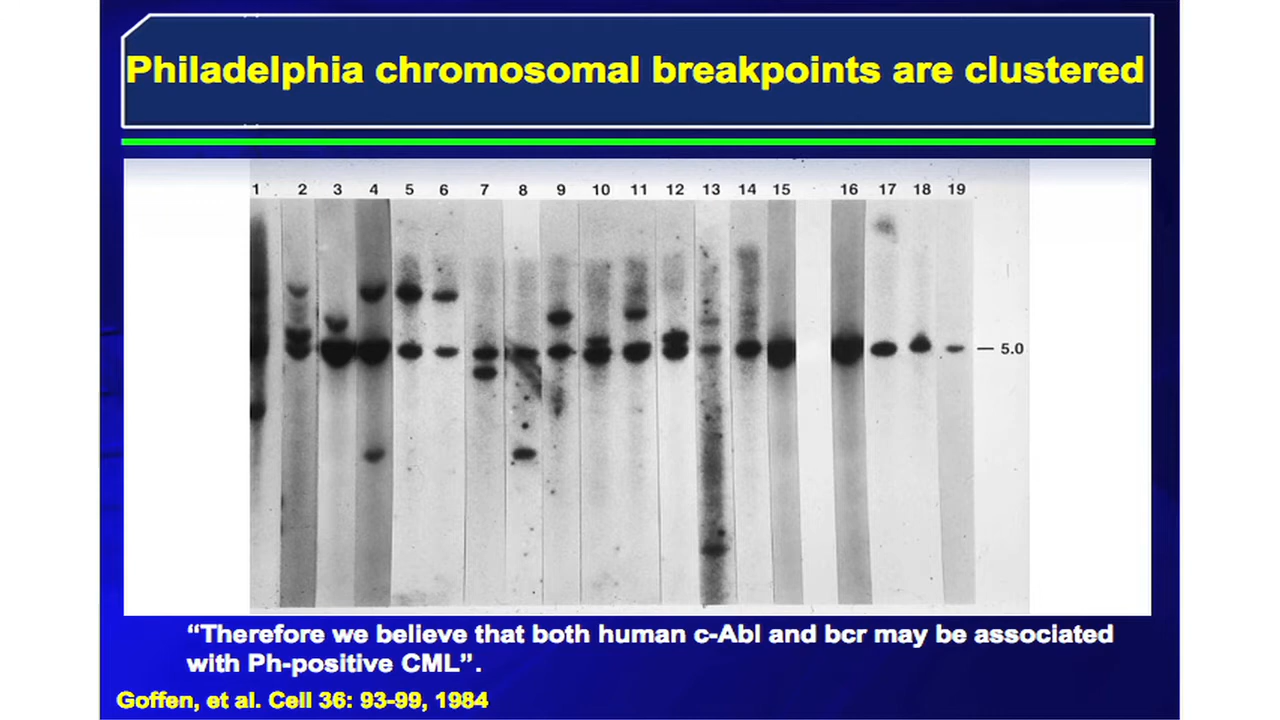 Philadelphia chromosomal breakpoints are clustered
1 2 3 4 5 6 7 8 9 10 11 12 13 14 15 16 17 18 19
— 5.0
“Therefore we believe that both human c-Abl and bcr may be associated
with Ph-positive CML”.
Goffen, et al. Cell 36: 93-99, 1984